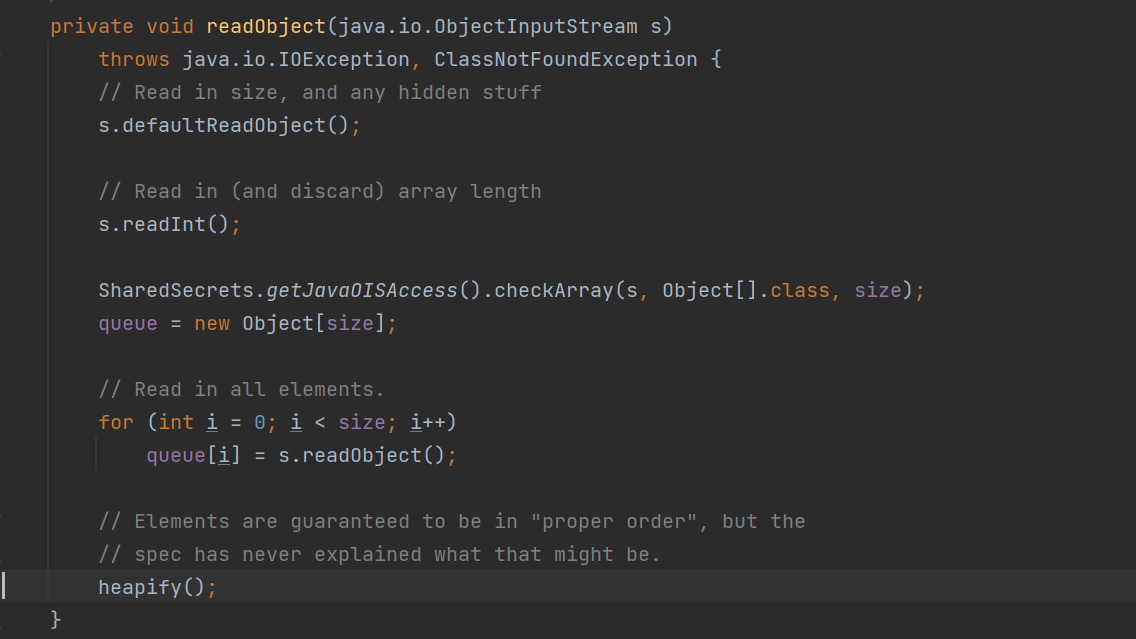 private void readObject(java.io.ObjectInputStream s)
throws java.io.IOException, ClassNotFoundException {
// Read in size, and any hidden stuff
s.defaultReadObject();
// Read in (and discard) array length
s.readInt();
SharedSecrets.getJavaOISAccess().checkArray(s, Object[].class, size);
queue = new Object[size];
// Read in all elements.
for (int i = 0; i < size; i++)
queue[i] = s.readObject();
// Elements are guaranteed to be in "proper order", but the
// spec has never explained what that might be.
heapify();
}